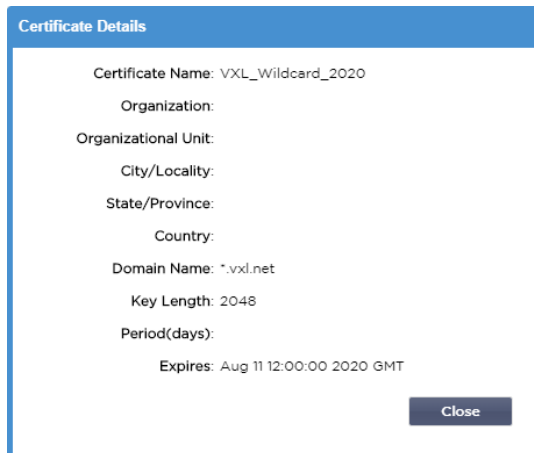 Certificate Details
Certificate Name: VXL_Wildcard_2020
Organization:
Organizational Unit:
City/Locality:
State/Province:
Country:
Domain Name: *.vxl.net
Key Length: 2048
Period(days):
Expires: Aug 11 12:00:00 2020 GMT
Close